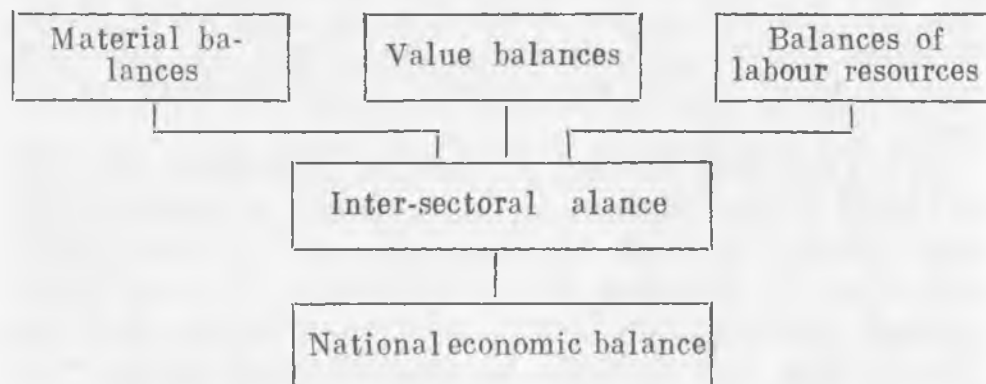 Material ba-
lances
Value balances
Balances of
labour resources
Inter-sectoral alance
National economic balance